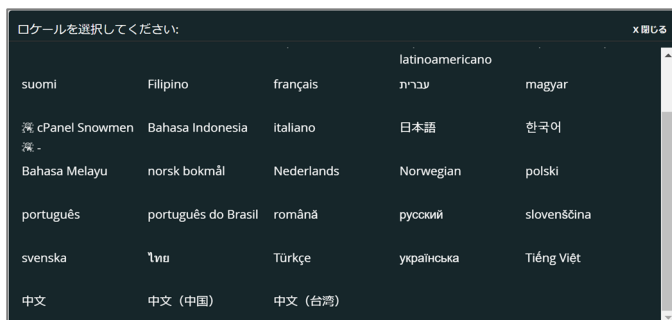 ロケールを選択してください:
X 閉じる
latinoamericano
suomi
Filipino
français
עברית
magyar
cPanel Snowmen
-
Bahasa Indonesia
italiano
日本語
한국어
Bahasa Melayu
norsk bokmål
Nederlands
Norwegian
polski
português
português do Brasil
română
русский
slovenščina
svenska
ไทย
Türkçe
українська
Tiếng Việt
中文
中文（中国）
中文（台湾）